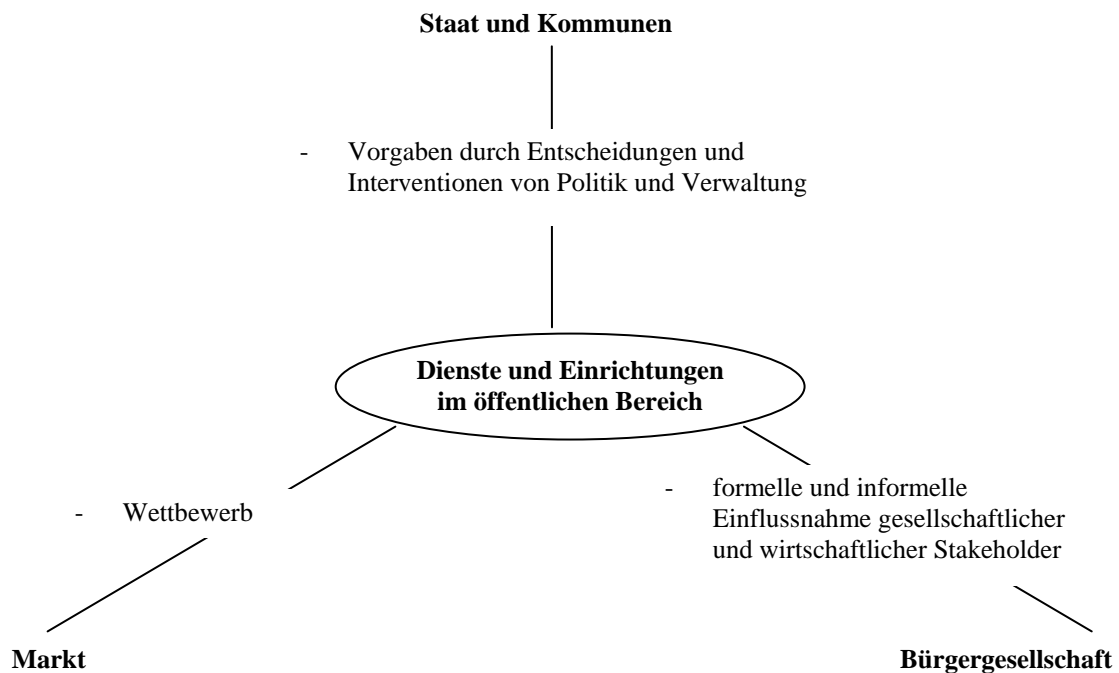 Staat und Kommunen
- Vorgaben durch Entscheidungen und
Interventionen von Politik und Verwaltung
Dienste und Einrichtungen
im öffentlichen Bereich
- Wettbewerb
- formelle und informelle
Einflussnahme gesellschaftlicher
und wirtschaftlicher Stakeholder
Markt
Bürgergesellschaft